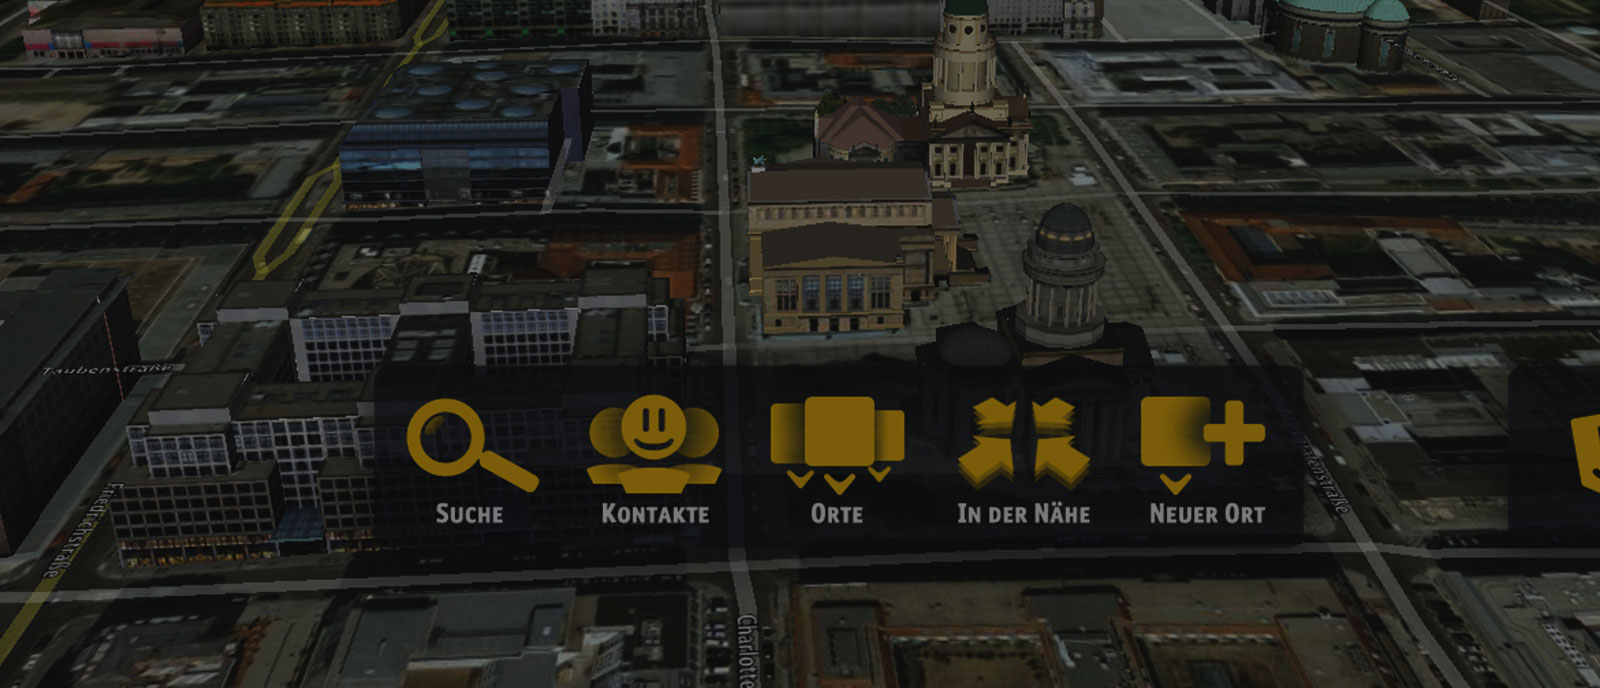 Taubenstraße
Friedrichstraße
SUCHE
KONTAKTE
ORTE
IN DER NÄHE
NEUER ORT
Charlotte